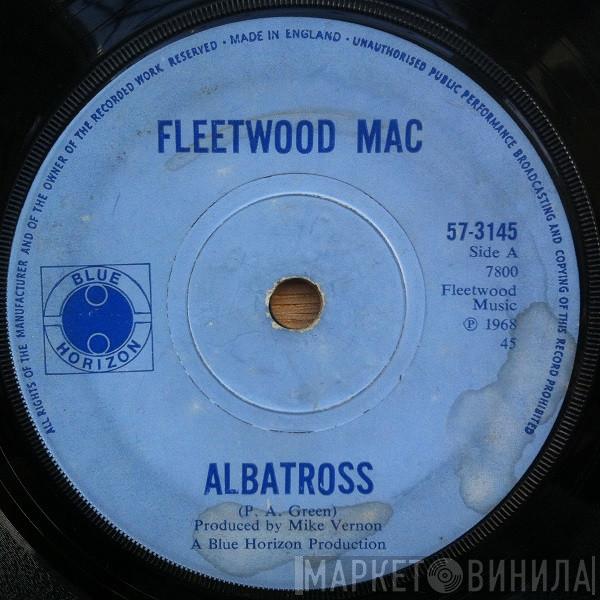 ALL RIGHTS OF THE MANUFACTURER AND OF THE OWNER OF THE RECORDED WORK RESERVED · MADE IN ENGLAND · UNAUTHORISED PUBLIC PERFORMANCE BROADCASTING AND COPYING OF THIS RECORD PROHIBITED
FLEETWOOD MAC
57-3145
Side A
7800
Fleetwood
Music
℗ 1968
45
BLUE
HORIZON
ALBATROSS
(P. A. Green)
Produced by Mike Vernon
A Blue Horizon Production
МАРКЕТ ВИНИЛА